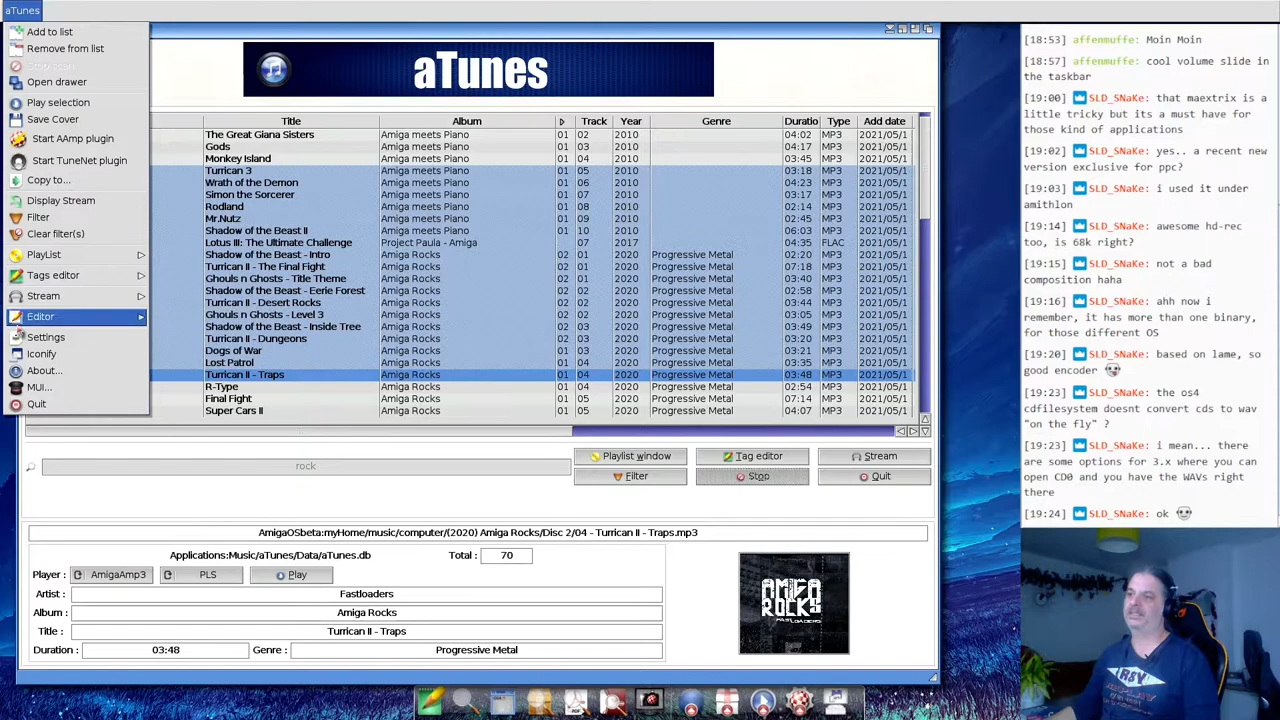 aTunes
Add to list
Remove from list
Open drawer
Play selection
Save Cover
Start AAmp plugin
Start TuneNet plugin
Copy to...
Display Stream
Filter
Clear filter(s)
PlayList
Tags editor
Stream
Editor
Settings
Iconify
About...
MUI...
Quit
aTunes
Title Album Track Year Genre Duratio Type Add date
The Great Giana Sisters Amiga meets Piano 01 02 2010 04:02 MP3 2021/05/1
Gods Amiga meets Piano 01 03 2010 04:17 MP3 2021/05/1
Monkey Island Amiga meets Piano 01 04 2010 03:45 MP3 2021/05/1
Turrican 3 Amiga meets Piano 01 05 2010 03:18 MP3 2021/05/1
Wrath of the Demon Amiga meets Piano 01 06 2010 04:23 MP3 2021/05/1
Simon the Sorcerer Amiga meets Piano 01 07 2010 03:17 MP3 2021/05/1
Rodland Amiga meets Piano 01 08 2010 02:14 MP3 2021/05/1
Mr.Nutz Amiga meets Piano 01 09 2010 02:45 MP3 2021/05/1
Shadow of the Beast II Amiga meets Piano 01 10 2010 06:03 MP3 2021/05/1
Lotus III: The Ultimate Challenge Project Paula - Amiga 07 2017 04:35 FLAC 2021/05/1
Shadow of the Beast - Intro Amiga Rocks 02 01 2020 Progressive Metal 02:20 MP3 2021/05/1
Turrican II - The Final Fight Amiga Rocks 01 01 2020 Progressive Metal 07:18 MP3 2021/05/1
Ghouls n Ghosts - Title Theme Amiga Rocks 02 01 2020 Progressive Metal 03:40 MP3 2021/05/1
Shadow of the Beast - Eerie Forest Amiga Rocks 02 02 2020 Progressive Metal 02:58 MP3 2021/05/1
Turrican II - Desert Rocks Amiga Rocks 01 02 2020 Progressive Metal 03:44 MP3 2021/05/1
Ghouls n Ghosts - Level 3 Amiga Rocks 02 02 2020 Progressive Metal 03:05 MP3 2021/05/1
Shadow of the Beast - Inside Tree Amiga Rocks 02 03 2020 Progressive Metal 03:49 MP3 2021/05/1
Turrican II - Dungeons Amiga Rocks 01 03 2020 Progressive Metal 03:20 MP3 2021/05/1
Dogs of War Amiga Rocks 02 03 2020 Progressive Metal 03:21 MP3 2021/05/1
Lost Patrol Amiga Rocks 01 04 2020 Progressive Metal 03:35 MP3 2021/05/1
Turrican II - Traps Amiga Rocks 01 04 2020 Progressive Metal 03:48 MP3 2021/05/1
R-Type Amiga Rocks 02 04 2020 Progressive Metal 02:54 MP3 2021/05/1
Final Fight Amiga Rocks 01 05 2020 Progressive Metal 07:14 MP3 2021/05/1
Super Cars II Amiga Rocks 01 05 2020 Progressive Metal 04:07 MP3 2021/05/1
rock
Playlist window Tag editor Stream
Filter Stop Quit
AmigaOSbeta:myHome/music/computer/(2020) Amiga Rocks/Disc 2/04 - Turrican II - Traps.mp3
Applications:Music/aTunes/Data/aTunes.db Total : 70
Player : AmigaAmp3 PLS Play
Artist : Fastloaders
Album : Amiga Rocks
Title : Turrican II - Traps
Duration : 03:48 Genre : Progressive Metal
AMIGA
ROCKS
FASTLOADERS
[18:53] affenmuffe: Moin Moin
[18:57] affenmuffe: cool volume slide in
the taskbar
[19:00] SLD_SNaKe: that maextrix is a
little tricky but its a must have for
those kind of applications
[19:02] SLD_SNaKe: yes.. a recent new
version exclusive for ppc?
[19:03] SLD_SNaKe: i used it under
amithlon
[19:14] SLD_SNaKe: awesome hd-rec
too, is 68k right?
[19:15] SLD_SNaKe: not a bad
composition haha
[19:16] SLD_SNaKe: ahh now i
remember, it has more than one binary,
for those different OS
[19:20] SLD_SNaKe: based on lame, so
good encoder
[19:23] SLD_SNaKe: the os4
cdfilesystem doesnt convert cds to wav
"on the fly" ?
[19:23] SLD_SNaKe: i mean... there
are some options for 3.x where you can
open CD0 and you have the WAVs right
there
[19:24] SLD_SNaKe: ok